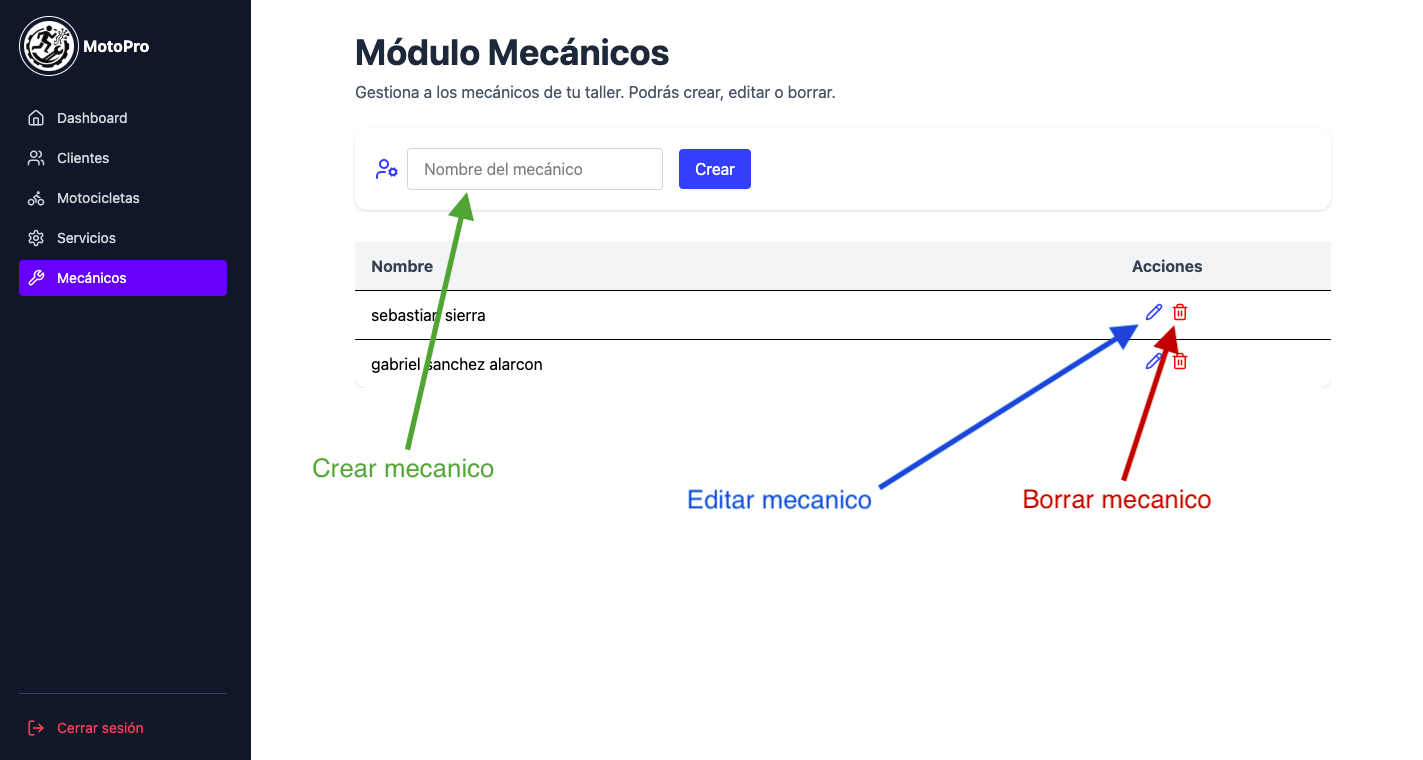 MotoPro
Dashboard
Clientes
Motocicletas
Servicios
Mecánicos
Cerrar sesión
Módulo Mecánicos
Gestiona a los mecánicos de tu taller. Podrás crear, editar o borrar.
Nombre del mecánico Crear
Nombre Acciones
sebastian sierra
gabriel sanchez alarcon
Crear mecanico
Editar mecanico
Borrar mecanico